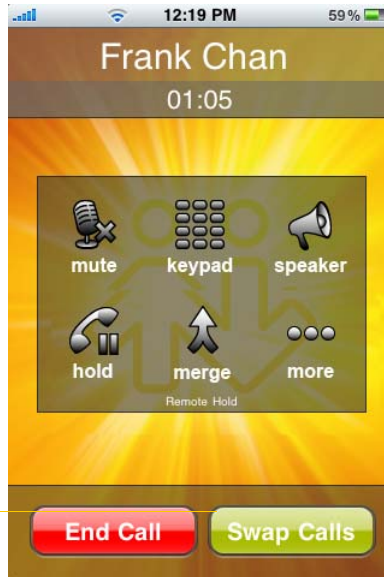 12:19 PM 59%
Frank Chan
01:05
mute keypad speaker
hold merge more
Remote Hold
End Call Swap Calls